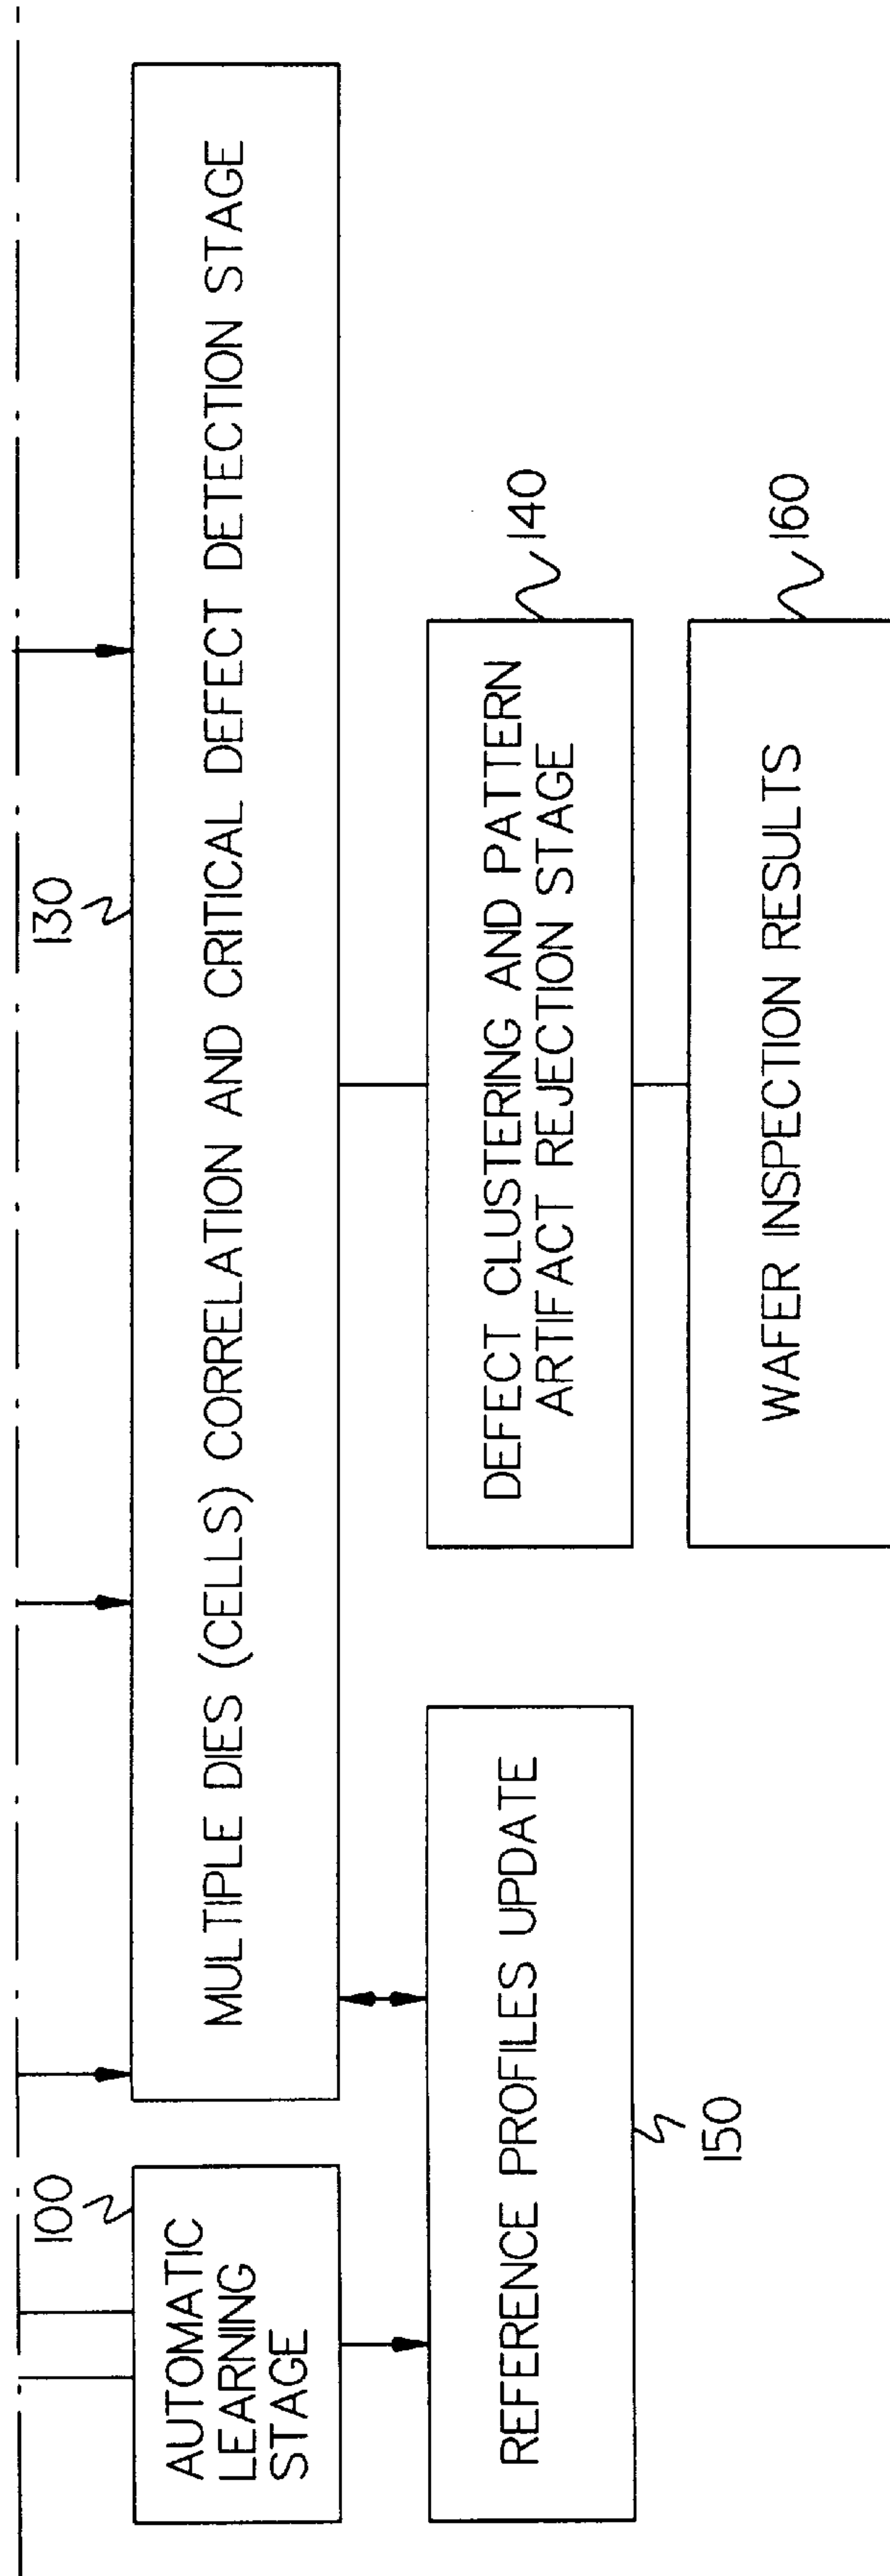 130
MULTIPLE DIES (CELLS) CORRELATION AND CRITICAL DEFECT DETECTION STAGE
100
AUTOMATIC
LEARNING
STAGE
140
DEFECT CLUSTERING AND PATTERN
ARTIFACT REJECTION STAGE
REFERENCE PROFILES UPDATE
150
160
WAFER INSPECTION RESULTS